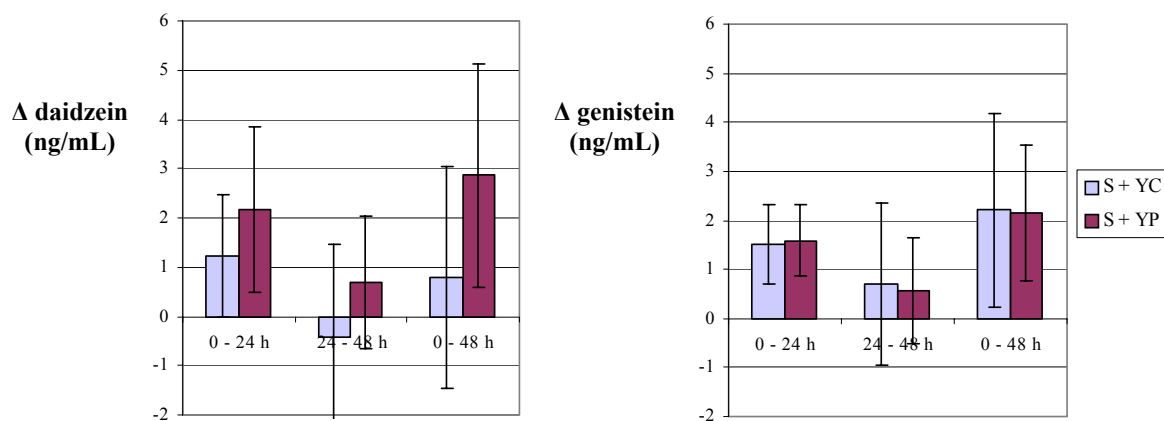 6
5
4
3
2
1
0
-1
-2
Δ daidzein
(ng/mL)
0 - 24 h
24 - 48 h
0 - 48 h
6
5
4
3
2
1
0
-1
-2
Δ genistein
(ng/mL)
0 - 24 h
24 - 48 h
0 - 48 h
S + YC
S + YP